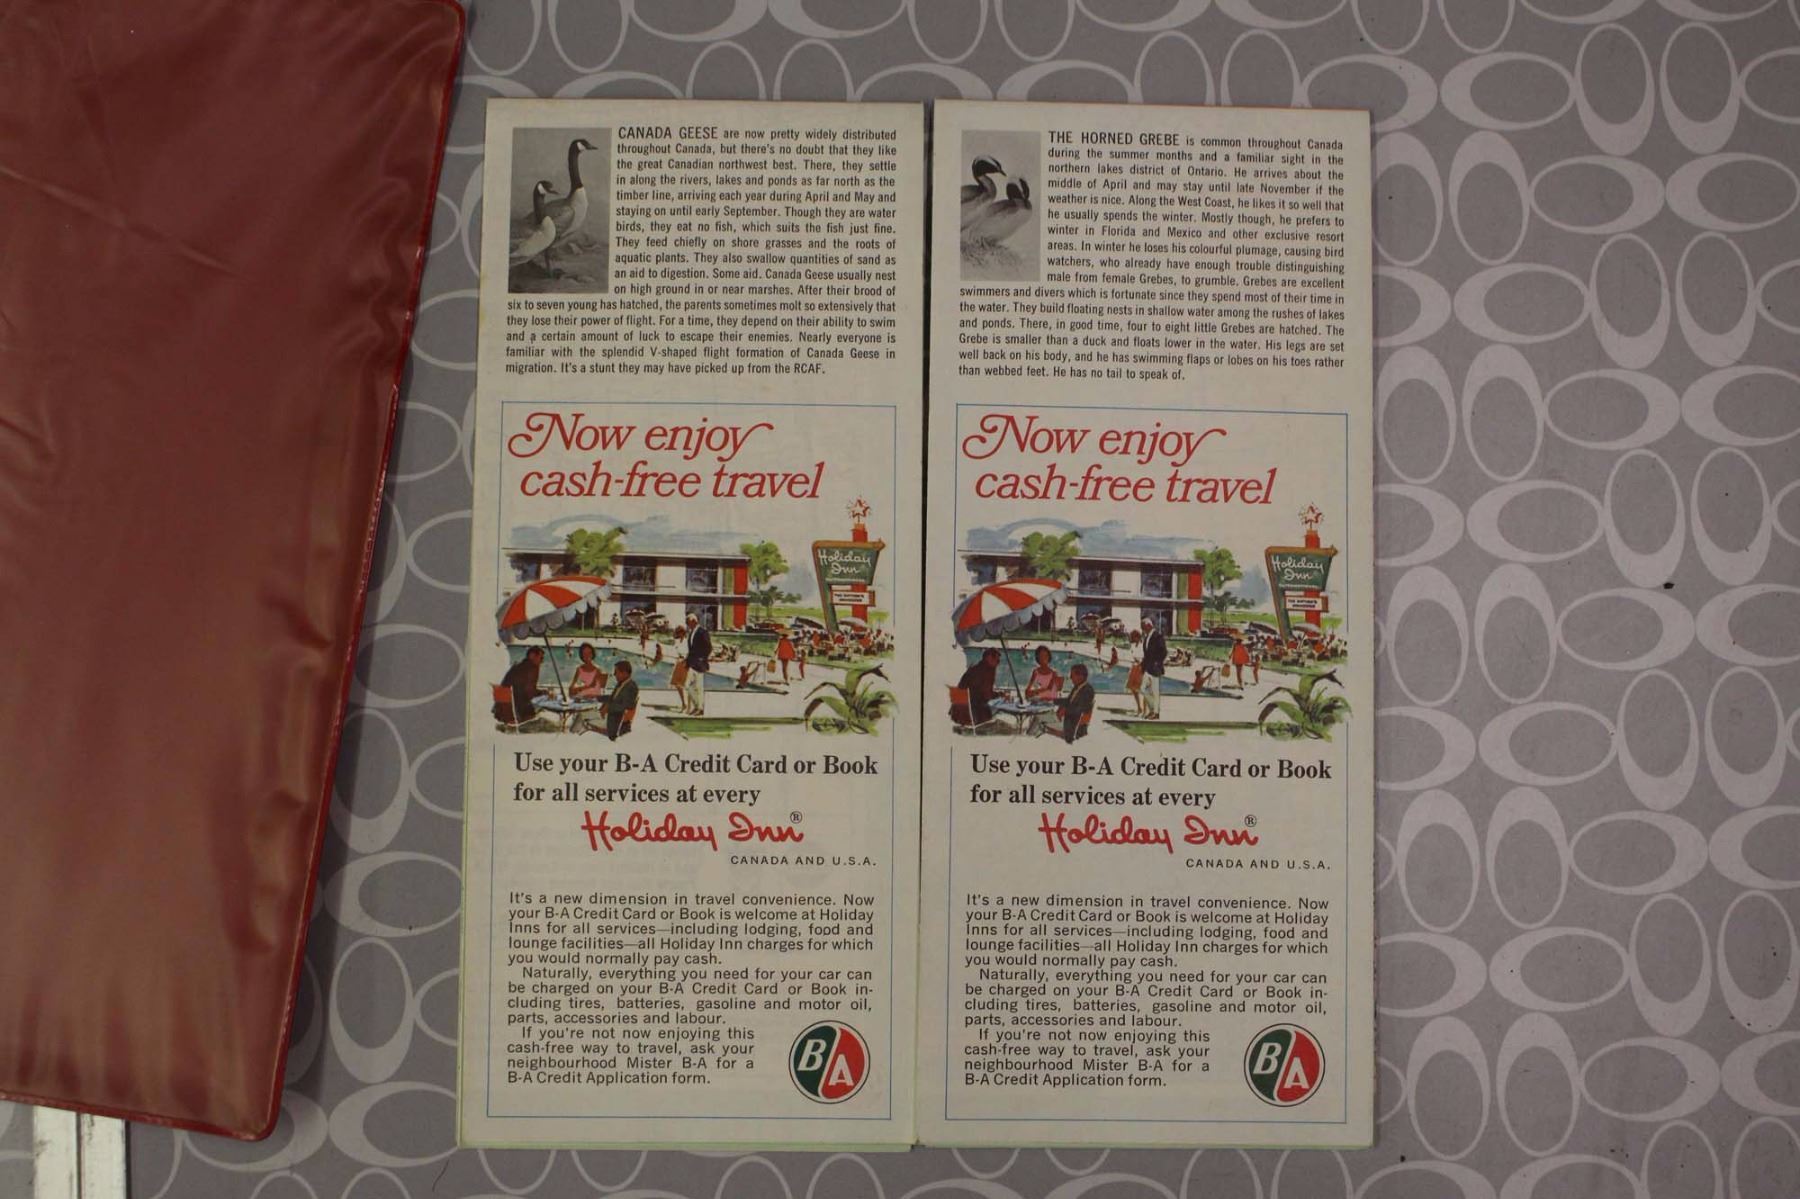 CANADA GEESE are now pretty widely distributed
throughout Canada, but there's no doubt that they like
the great Canadian northwest best. There, they settle
in along the rivers, lakes and ponds as far north as the
timber line, arriving each year during April and May and
staying on until early September. Though they are water
birds, they eat no fish, which suits the fish just fine.
They feed chiefly on shore grasses and the roots of
aquatic plants. They also swallow quantities of sand as
an aid to digestion. Some aid. Canada Geese usually nest
on high ground in or near marshes. After their brood of
six to seven young has hatched, the parents sometimes molt so extensively that
they lose their power of flight. For a time, they depend on their ability to swim
and a certain amount of luck to escape their enemies. Nearly everyone is
familiar with the splendid V-shaped flight formation of Canada Geese in
migration. It's a stunt they may have picked up from the RCAF.
Now enjoy
cash-free travel
Holiday
Inn
Use your B-A Credit Card or Book
for all services at every
Holiday Inn®
CANADA AND U.S.A.
It's a new dimension in travel convenience. Now
your B-A Credit Card or Book is welcome at Holiday
Inns for all services—including lodging, food and
lounge facilities—all Holiday Inn charges for which
you would normally pay cash.
Naturally, everything you need for your car can
be charged on your B-A Credit Card or Book in-
cluding tires, batteries, gasoline and motor oil,
parts, accessories and labour.
If you're not now enjoying this
cash-free way to travel, ask your
neighbourhood Mister B-A for a
B-A Credit Application form.
B/A
THE HORNED GREBE is common throughout Canada
during the summer months and a familiar sight in the
northern lakes district of Ontario. He arrives about the
middle of April and may stay until late November if the
weather is nice. Along the West Coast, he likes it so well that
he usually spends the winter. Mostly though, he prefers to
winter in Florida and Mexico and other exclusive resort
areas. In winter he loses his colourful plumage, causing bird
watchers, who already have enough trouble distinguishing
male from female Grebes, to grumble. Grebes are excellent
swimmers and divers which is fortunate since they spend most of their time in
the water. They build floating nests in shallow water among the rushes of lakes
and ponds. There, in good time, four to eight little Grebes are hatched. The
Grebe is smaller than a duck and floats lower in the water. His legs are set
well back on his body, and he has swimming flaps or lobes on his toes rather
than webbed feet. He has no tail to speak of.
Now enjoy
cash-free travel
Holiday
Inn
Use your B-A Credit Card or Book
for all services at every
Holiday Inn®
CANADA AND U.S.A.
It's a new dimension in travel convenience. Now
your B-A Credit Card or Book is welcome at Holiday
Inns for all services—including lodging, food and
lounge facilities—all Holiday Inn charges for which
you would normally pay cash.
Naturally, everything you need for your car can
be charged on your B-A Credit Card or Book in-
cluding tires, batteries, gasoline and motor oil,
parts, accessories and labour.
If you're not now enjoying this
cash-free way to travel, ask your
neighbourhood Mister B-A for a
B-A Credit Application form.
B/A